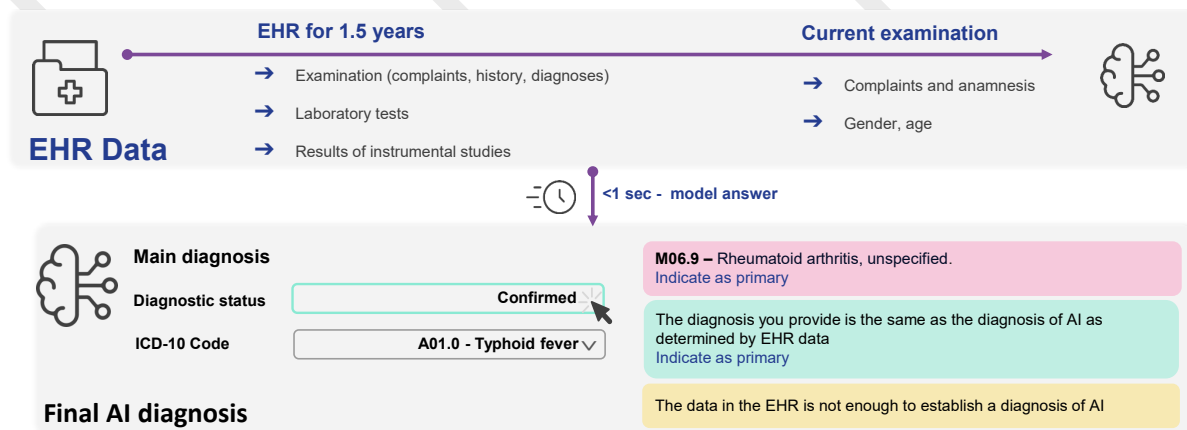 EHR for 1.5 years
Current examination
➔ Examination (complaints, history, diagnoses)
➔ Laboratory tests
➔ Results of instrumental studies
➔ Complaints and anamnesis
➔ Gender, age
EHR Data
<1 sec - model answer
Main diagnosis
Diagnostic status
Confirmed
ICD-10 Code
A01.0 - Typhoid fever
M06.9 – Rheumatoid arthritis, unspecified.
Indicate as primary
The diagnosis you provide is the same as the diagnosis of AI as
determined by EHR data
Indicate as primary
The data in the EHR is not enough to establish a diagnosis of AI
Final AI diagnosis